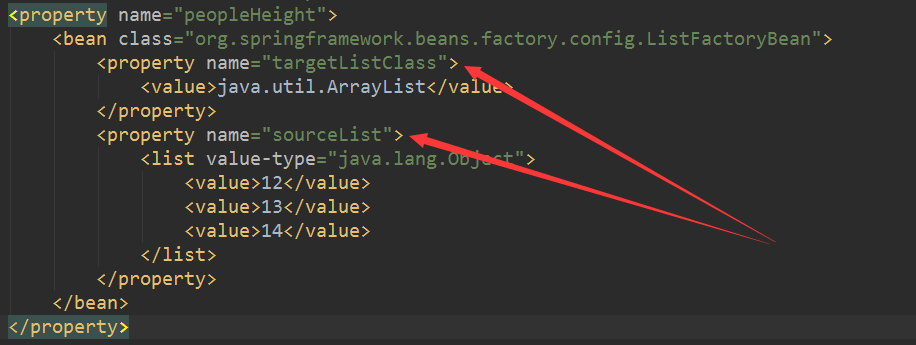 <property name="peopleHeight">
<bean class="org.springframework.beans.factory.config.ListFactoryBean">
<property name="targetListClass">
<value>java.util.ArrayList</value>
</property>
<property name="sourceList">
<list value-type="java.lang.Object">
<value>12</value>
<value>13</value>
<value>14</value>
</list>
</property>
</bean>
</property>